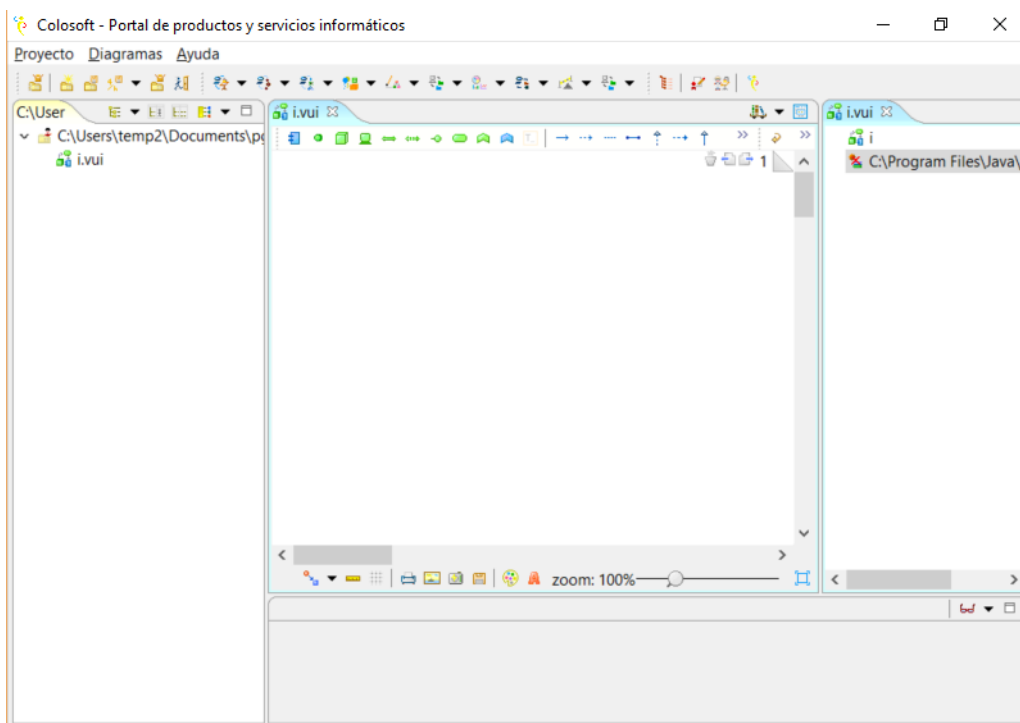 Colosoft - Portal de productos y servicios informáticos
Proyecto Diagramas Ayuda
C:\User
i.vui
i.vui
C:\Users\temp2\Documents\p
i
i.vui
1
C:\Program Files\Java\
zoom: 100%